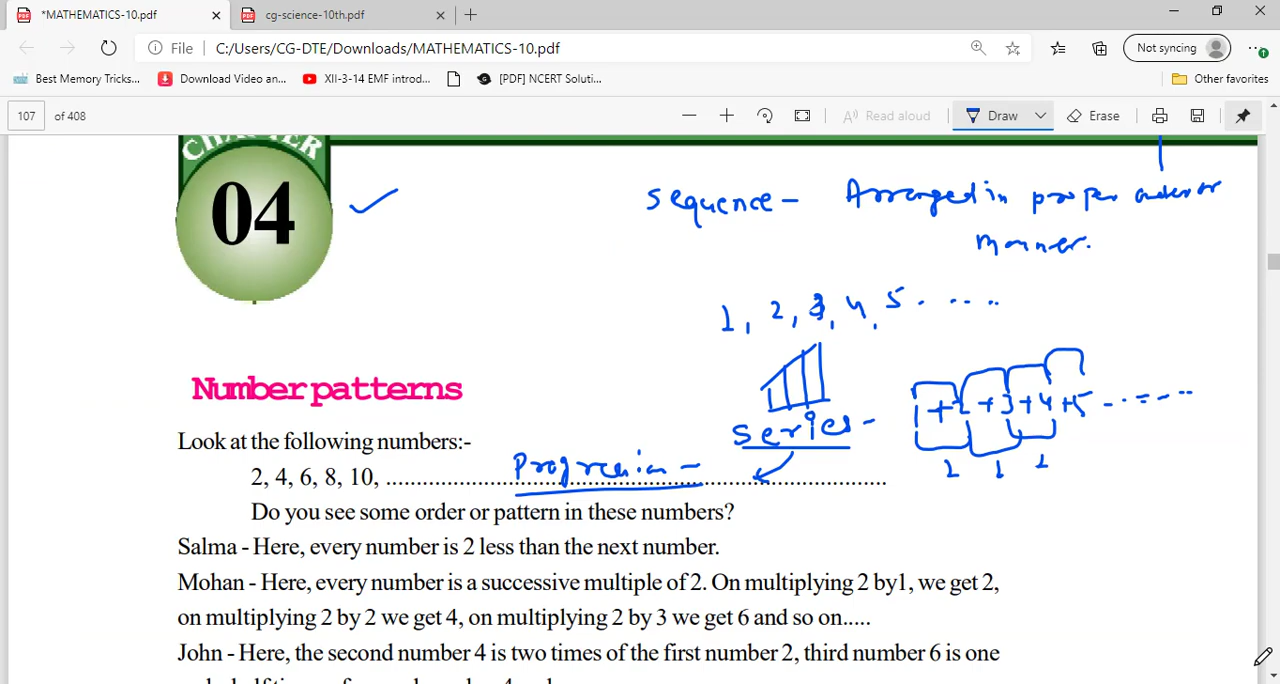 *MATHEMATICS-10.pdf
cg-science-10th.pdf
File
C:/Users/CG-DTE/Downloads/MATHEMATICS-10.pdf
Not syncing
Best Memory Tricks...
Download Video an...
XII-3-14 EMF introd...
[PDF] NCERT Soluti...
Other favorites
107 of 408
Read aloud
Draw
Erase
CHAPTER
04
sequence - Arranged in proper order or
manner.
1, 2, 3, 4, 5 . . . . .
Number patterns
series -
1 + 2 + 3 + 4 + 5 - . - . - - ..
2 1 1
Look at the following numbers:-
Progression -
2, 4, 6, 8, 10, ..........................................................................................
Do you see some order or pattern in these numbers?
Salma - Here, every number is 2 less than the next number.
Mohan - Here, every number is a successive multiple of 2. On multiplying 2 by1, we get 2,
on multiplying 2 by 2 we get 4, on multiplying 2 by 3 we get 6 and so on.....
John - Here, the second number 4 is two times of the first number 2, third number 6 is one